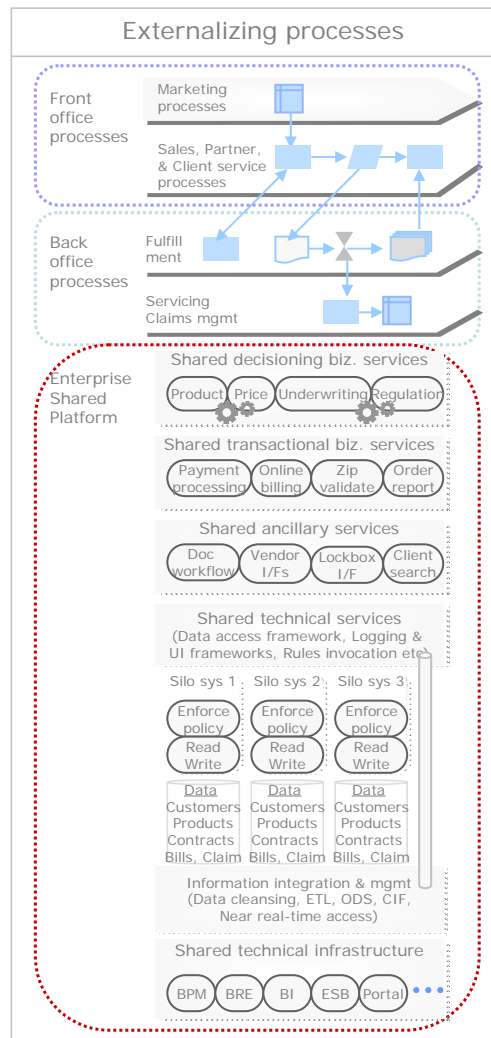 Externalizing processes
Front
office
processes
Marketing
processes
Sales, Partner,
& Client service
processes
Back
office
processes
Fulfill
ment
Servicing
Claims mgmt
Enterprise
Shared
Platform
Shared decisioning biz. services
Product Price Underwriting Regulation
Shared transactional biz. services
Payment Online Zip Order
processing billing validate report
Shared ancillary services
Doc Vendor Lockbox Client
workflow I/Fs I/F search
Shared technical services
(Data access framework, Logging &
UI frameworks, Rules invocation etc)
Silo sys 1 Silo sys 2 Silo sys 3
Enforce Enforce Enforce
policy policy policy
Read Read Read
Write Write Write
Data Data Data
Customers Customers Customers
Products Products Products
Contracts Contracts Contracts
Bills, Claim Bills, Claim Bills, Claim
Information integration & mgmt
(Data cleansing, ETL, ODS, CIF,
Near real-time access)
Shared technical infrastructure
BPM BRE BI ESB Portal